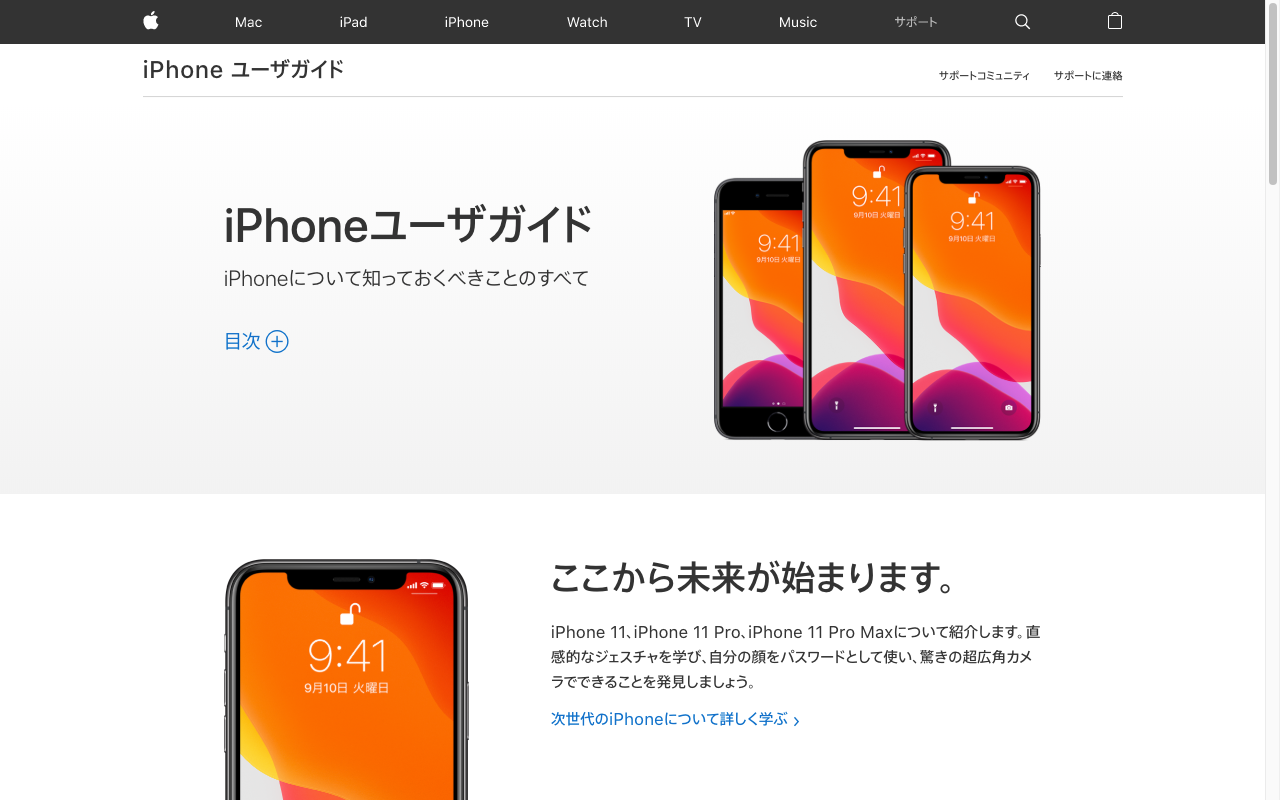 Mac iPad iPhone Watch TV Music サポート
iPhone ユーザガイド
サポートコミュニティ サポートに連絡
iPhoneユーザガイド
iPhoneについて知っておくべきことのすべて
目次
9:41
9月10日 火曜日
9:41
9月10日 火曜日
9:41
9月10日 火曜日
9:41
9月10日 火曜日
ここから未来が始まります。
iPhone 11、iPhone 11 Pro、iPhone 11 Pro Maxについて紹介します。直
感的なジェスチャを学び、自分の顔をパスワードとして使い、驚きの超広角カメ
ラでできることを発見しましょう。
次世代のiPhoneについて詳しく学ぶ ›